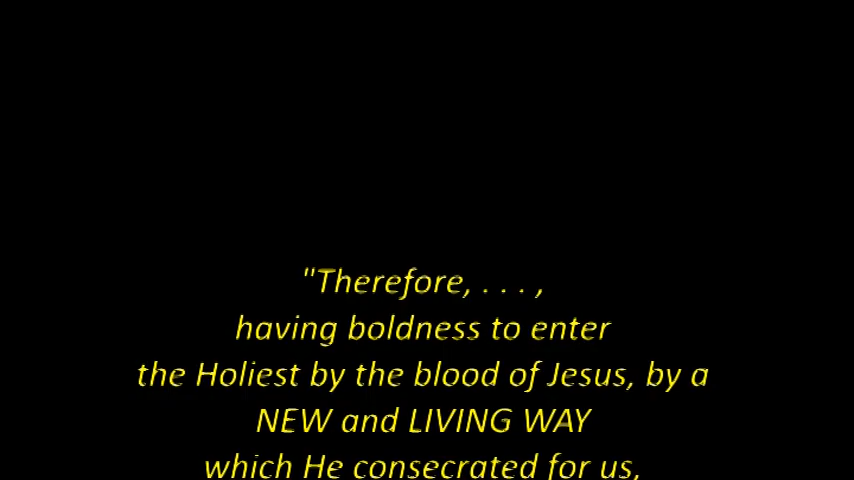 "Therefore, . . . ,
having boldness to enter
the Holiest by the blood of Jesus, by a
NEW and LIVING WAY
which He consecrated for us,